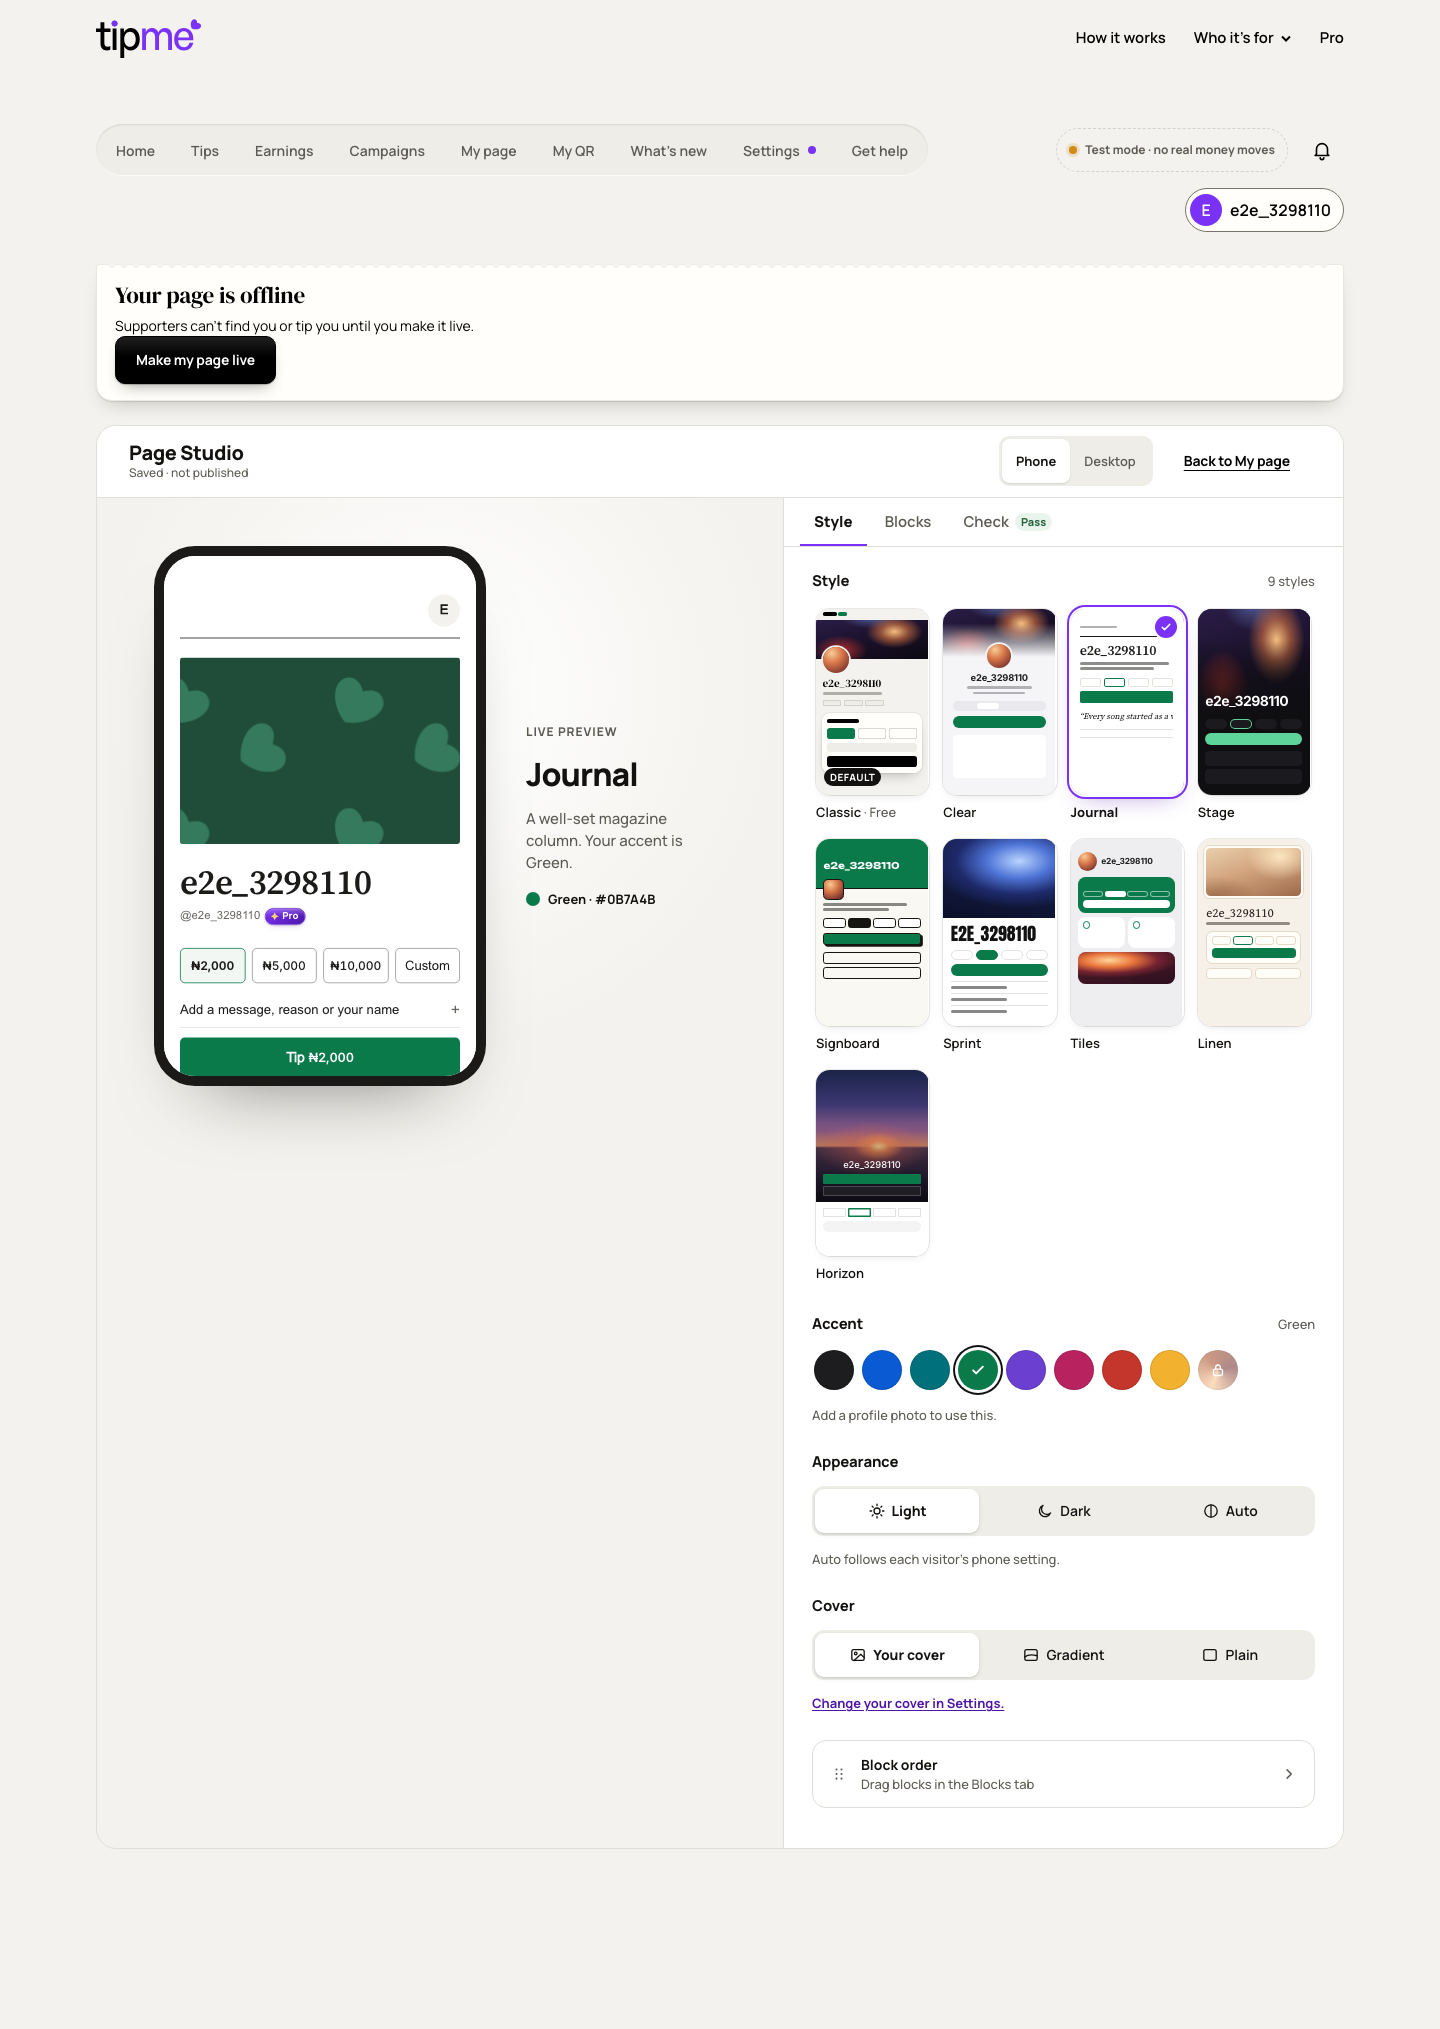 tipme
How it works
Who it's for
Pro
Home
Tips
Earnings
Campaigns
My page
My QR
What's new
Settings
Get help
Test mode · no real money moves
E
e2e_3298110
Your page is offline
Supporters can't find you or tip you until you make it live.
Make my page live
Page Studio
Saved · not published
Phone
Desktop
Back to My page
Style
Blocks
Check
Pass
E
e2e_3298110
@e2e_3298110
Pro
₦2,000
₦5,000
₦10,000
Custom
Add a message, reason or your name
+
Tip ₦2,000
LIVE PREVIEW
Journal
A well-set magazine
column. Your accent is
Green.
Green · #0B7A4B
Style
9 styles
e2e_3298110
DEFAULT
Classic · Free
e2e_3298110
Clear
e2e_3298110
"Every song started as a v
Journal
e2e_3298110
Stage
e2e_3298110
Signboard
E2E_3298110
Sprint
e2e_3298110
Tiles
e2e_3298110
Linen
e2e_3298110
Horizon
Accent
Green
Add a profile photo to use this.
Appearance
Light
Dark
Auto
Auto follows each visitor's phone setting.
Cover
Your cover
Gradient
Plain
Change your cover in Settings.
Block order
Drag blocks in the Blocks tab